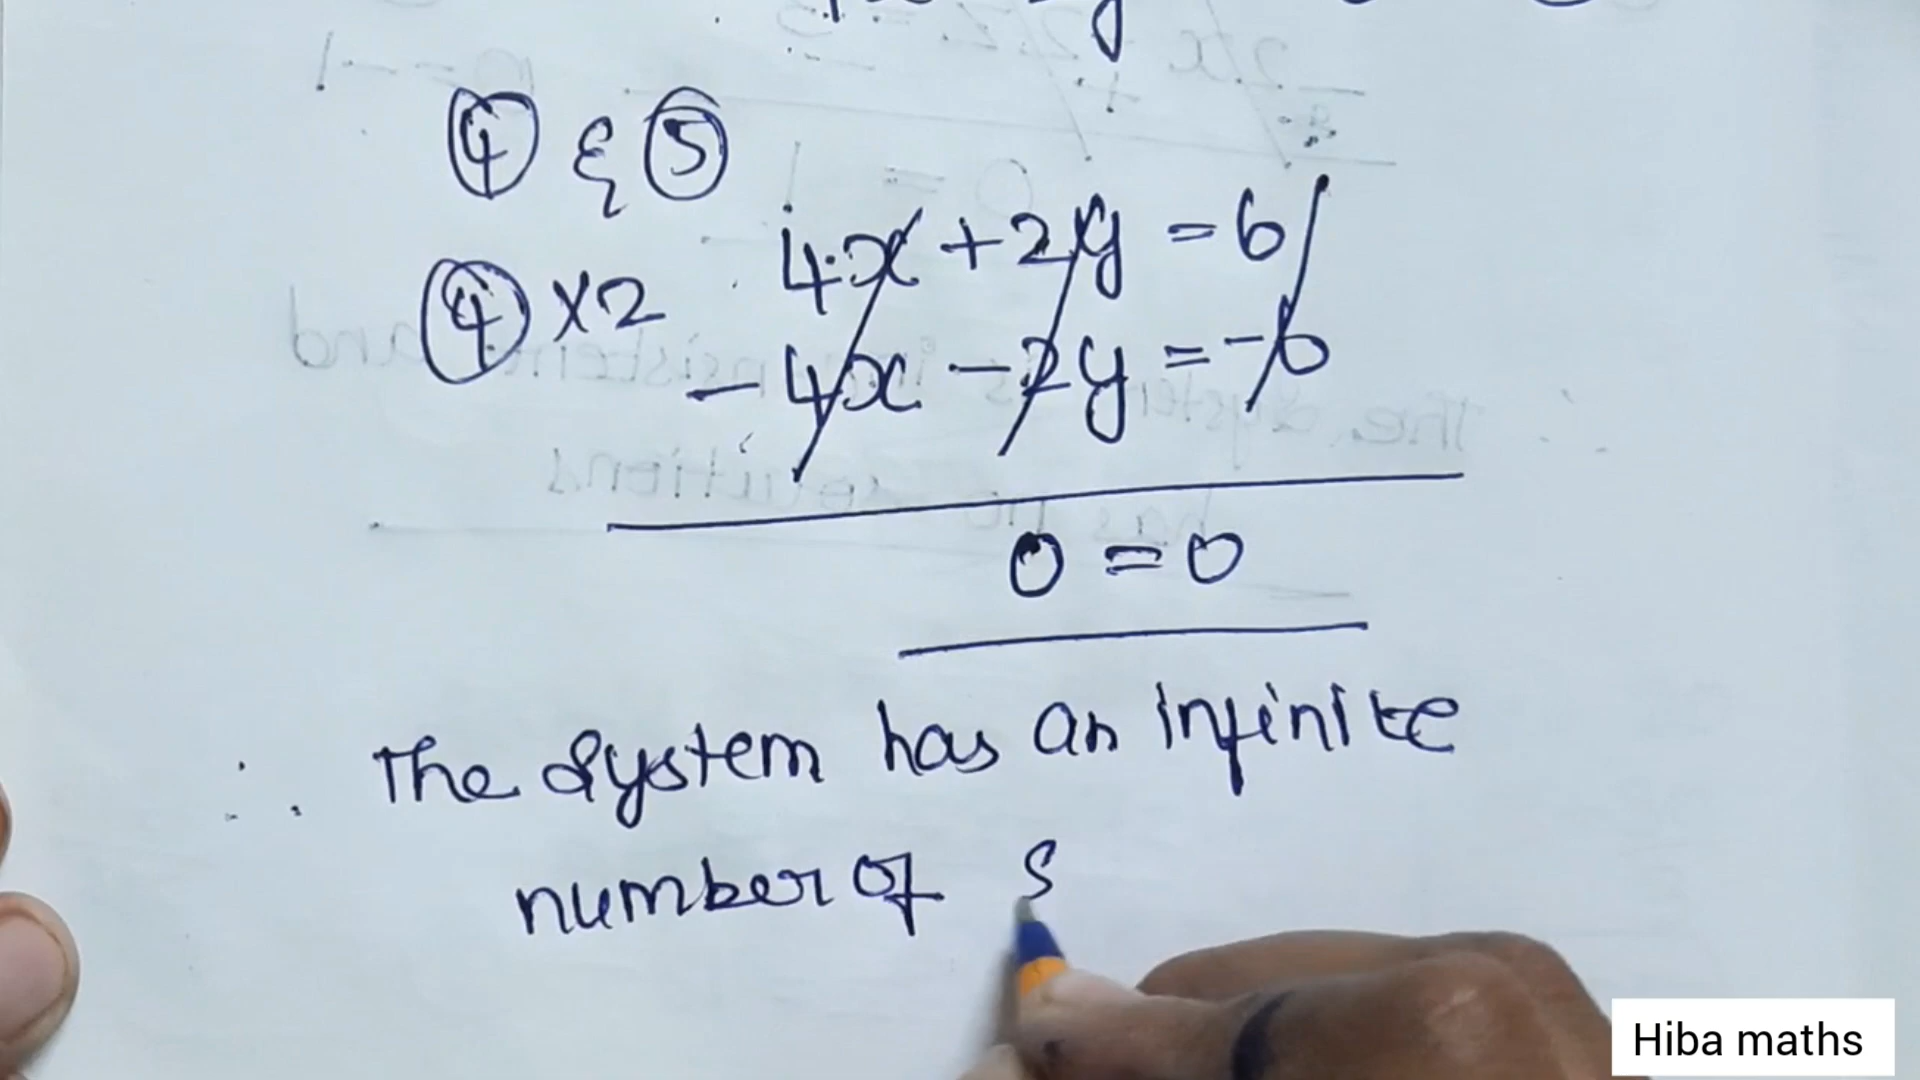 ④ & ⑤
4x + 2y = 6
④ ×2 - 4x - 2y = -6
0 = 0
∴ The System has an infinite
number of s
Hiba maths